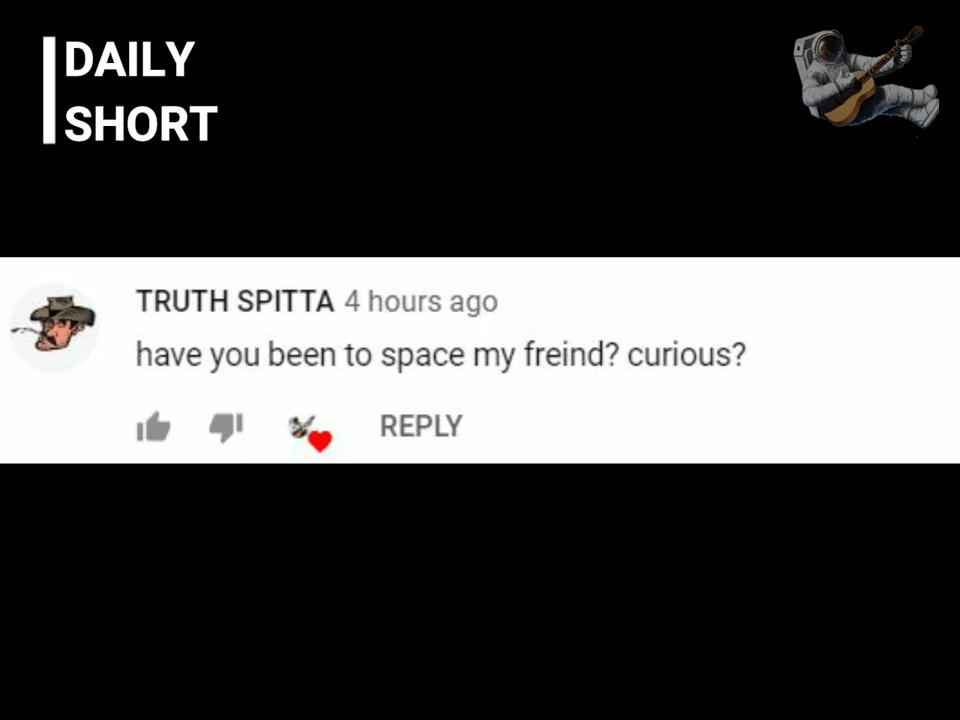 DAILY
SHORT
TRUTH SPITTA 4 hours ago
have you been to space my freind? curious?
REPLY